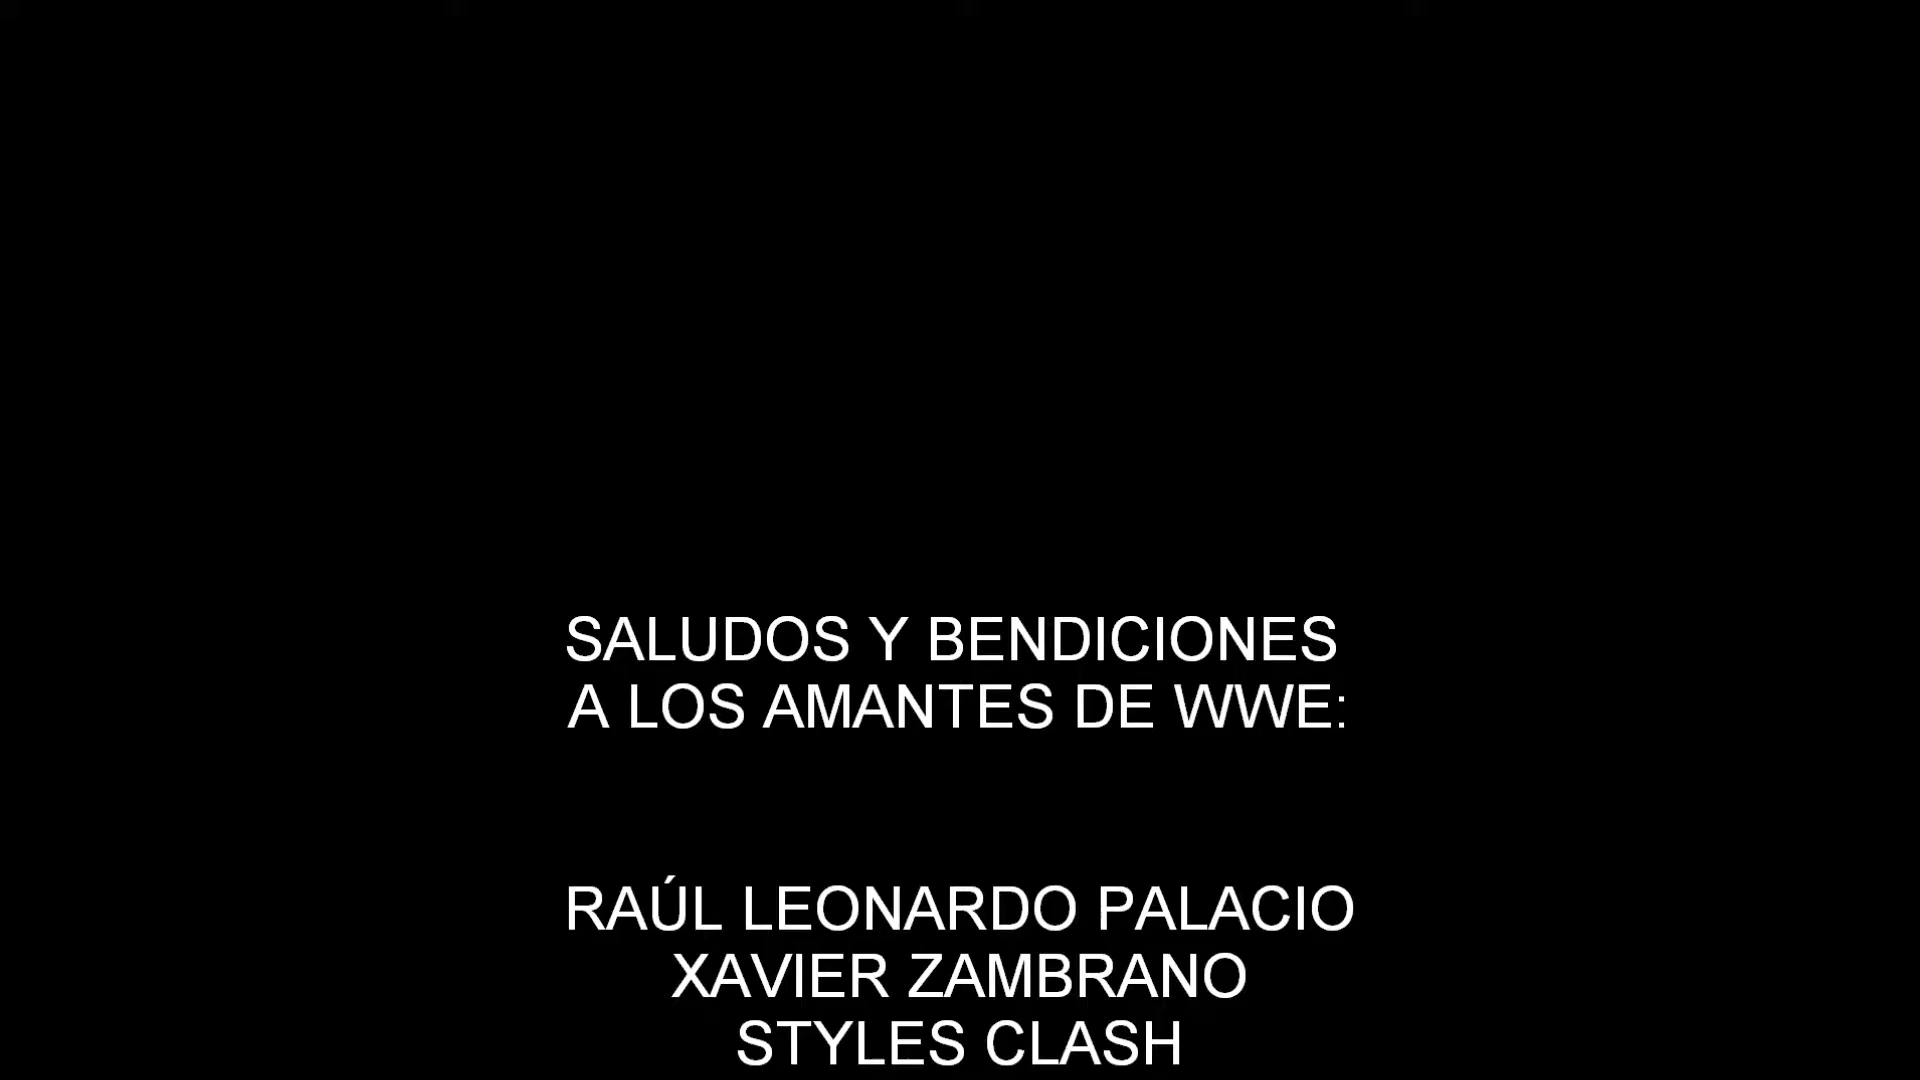 SALUDOS Y BENDICIONES
A LOS AMANTES DE WWE:
RAÚL LEONARDO PALACIO
XAVIER ZAMBRANO
STYLES CLASH